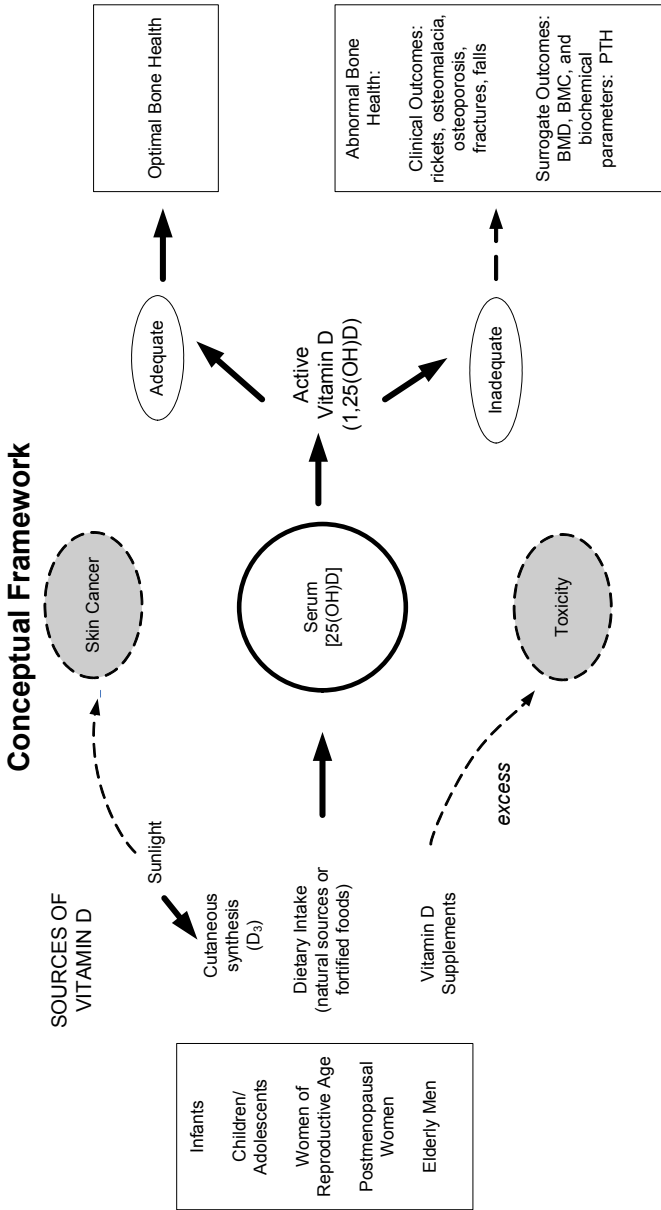 Conceptual Framework
SOURCES OF
VITAMIN D
Infants
Children/
Adolescents
Women of
Reproductive Age
Postmenopausal
Women
Elderly Men
Sunlight
Cutaneous
synthesis
(D₃)
Dietary Intake
(natural sources or
fortified foods)
Vitamin D
Supplements
excess
Skin Cancer
Serum
[25(OH)D]
Toxicity
Active
Vitamin D
(1,25(OH)D)
Adequate
Inadequate
Optimal Bone Health
Abnormal Bone
Health:
Clinical Outcomes:
rickets, osteomalacia,
osteoporosis,
fractures, falls
Surrogate Outcomes:
BMD, BMC, and
biochemical
parameters: PTH